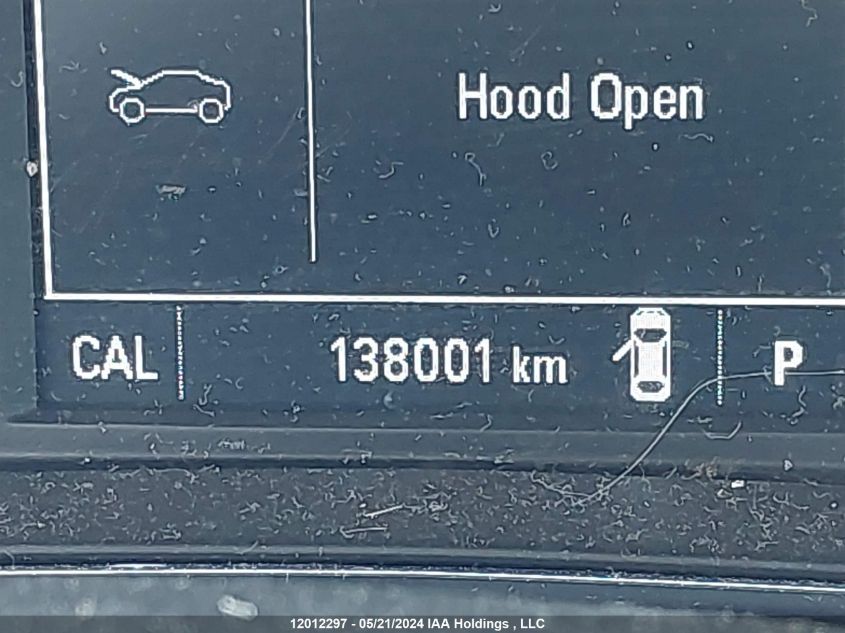 Hood Open
CAL 138001 km P
12012297 - 05/21/2024 IAA Holdings , LLC